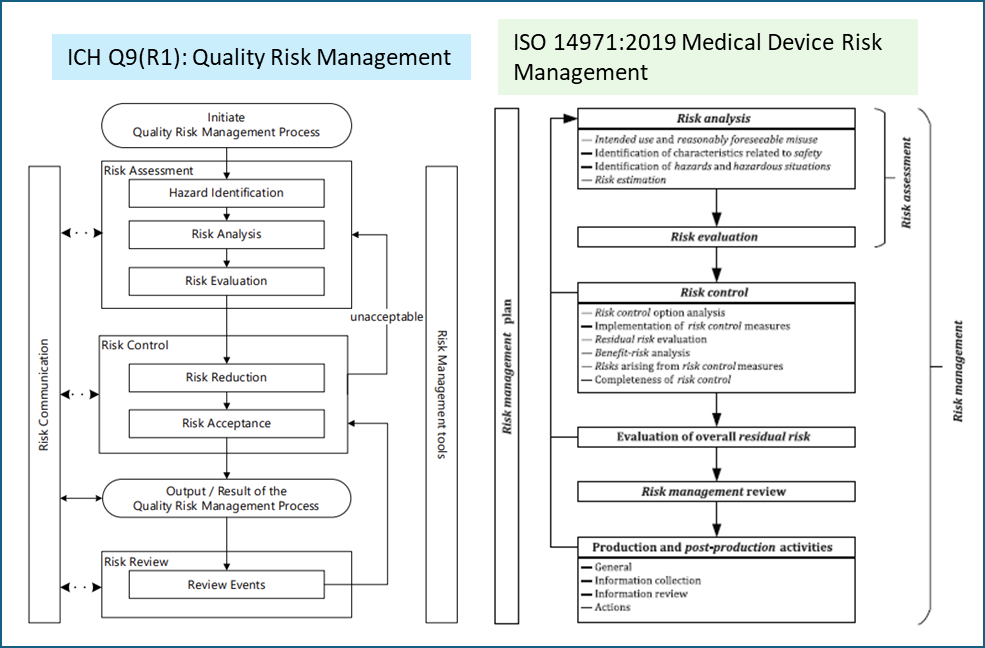 ICH Q9(R1): Quality Risk Management
Initiate
Quality Risk Management Process
Risk Assessment
Hazard Identification
Risk Analysis
Risk Evaluation
unacceptable
Risk Control
Risk Reduction
Risk Acceptance
Output / Result of the
Quality Risk Management Process
Risk Review
Review Events
Risk Communication
Risk Management tools
ISO 14971:2019 Medical Device Risk
Management
Risk management plan
Risk analysis
— Intended use and reasonably foreseeable misuse
— Identification of characteristics related to safety
— Identification of hazards and hazardous situations
— Risk estimation
Risk evaluation
Risk control
— Risk control option analysis
— Implementation of risk control measures
— Residual risk evaluation
— Benefit-risk analysis
— Risks arising from risk control measures
— Completeness of risk control
Evaluation of overall residual risk
Risk management review
Production and post-production activities
— General
— Information collection
— Information review
— Actions
Risk assessment
Risk management